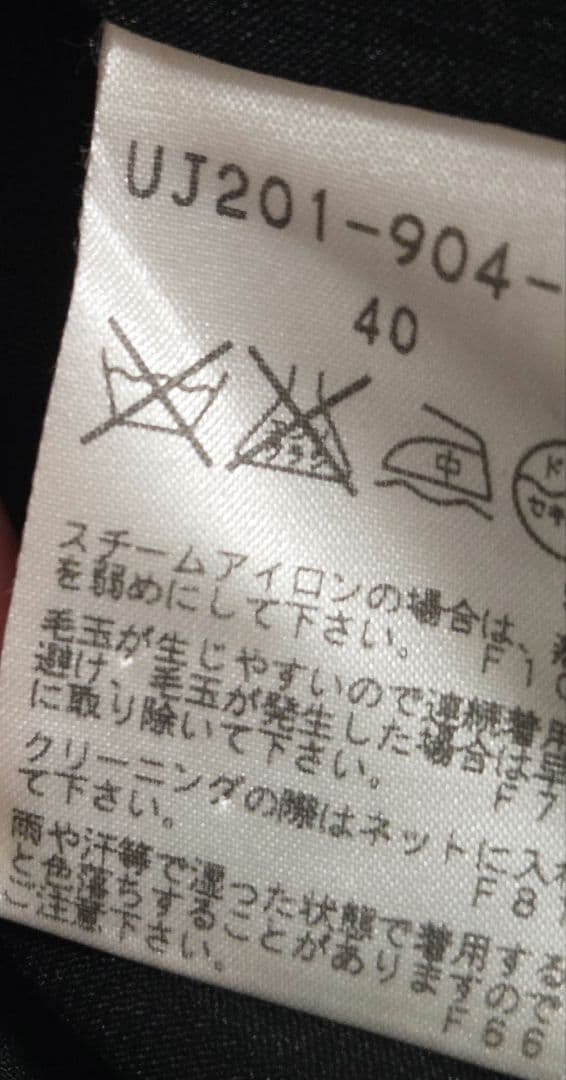 UJ201-904-
40
中
ド
セキ
スチームアイロンの場合は、
を弱めにして下さい。 F1
毛玉が生じやすいので連続着用
避け、毛玉が発生した場合は早
に取り除いて下さい。 F7
クリーニングの際はネットに入れ
て下さい。 F8
雨や汗等で湿った状態で着用する
と色落ちすることがありますので
ご注意下さい。 F66